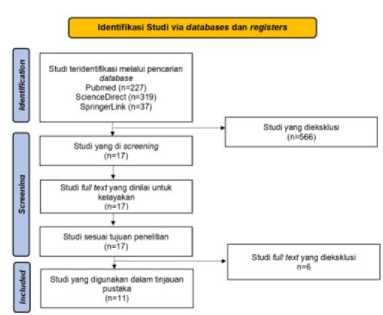 Identifikasi Studi via databases dan registers
Identification
Studi teridentifikasi melalui pencarian
database
Pubmed (n=227)
ScienceDirect (n=319)
SpringerLink (n=37)
Studi yang dieksklusi
(n=566)
Screening
Studi yang di screening
(n=17)
Studi full text yang dinilai untuk
kelayakan
(n=17)
Studi sesuai tujuan penelitian
(n=17)
Studi full text yang dieksklusi
n=6
Included
Studi yang digunakan dalam tinjauan
pustaka
(n=11)